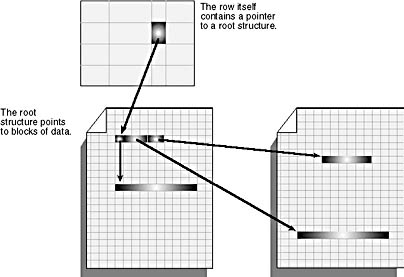 The row itself
contains a pointer
to a root structure.
The root
structure points
to blocks of data.